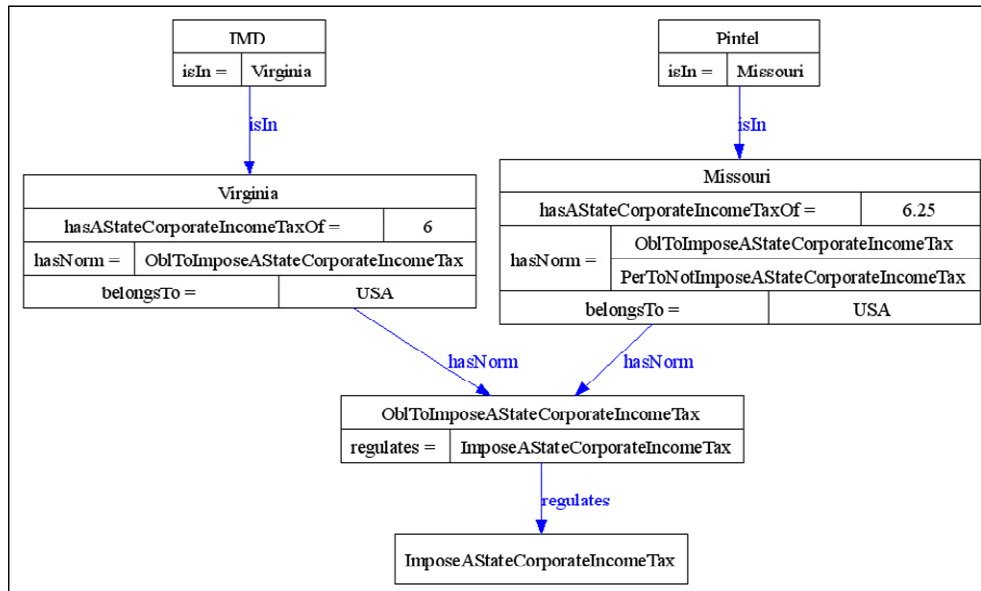 IMD
isIn = Virginia
Pintel
isIn = Missouri
isIn
isIn
Virginia
hasAStateCorporateIncomeTaxOf = 6
hasNorm = OblToImposeAStateCorporateIncomeTax
belongsTo = USA
Missouri
hasAStateCorporateIncomeTaxOf = 6.25
hasNorm = OblToImposeAStateCorporateIncomeTax
PerToNotImposeAStateCorporateIncomeTax
belongsTo = USA
hasNorm
hasNorm
OblToImposeAStateCorporateIncomeTax
regulates = ImposeAStateCorporateIncomeTax
regulates
ImposeAStateCorporateIncomeTax